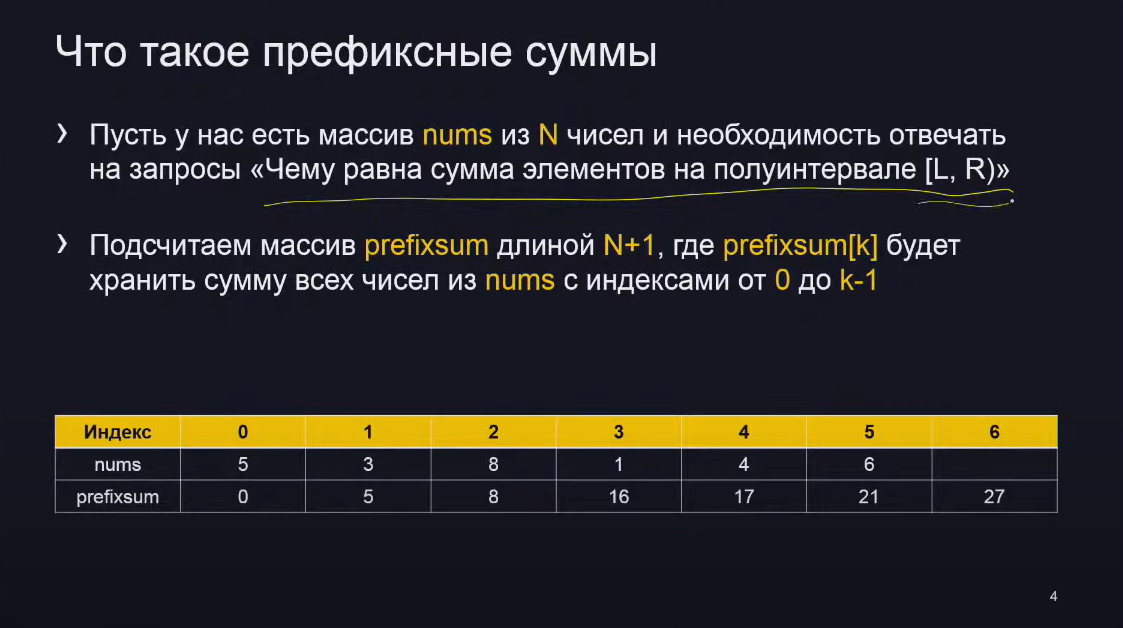 Что такое префиксные суммы
› Пусть у нас есть массив nums из N чисел и необходимость отвечать
на запросы «Чему равна сумма элементов на полуинтервале [L, R)»
› Подсчитаем массив prefixsum длиной N+1, где prefixsum[k] будет
хранить сумму всех чисел из nums с индексами от 0 до k-1
Индекс 0 1 2 3 4 5 6
nums 5 3 8 1 4 6
prefixsum 0 5 8 16 17 21 27
4